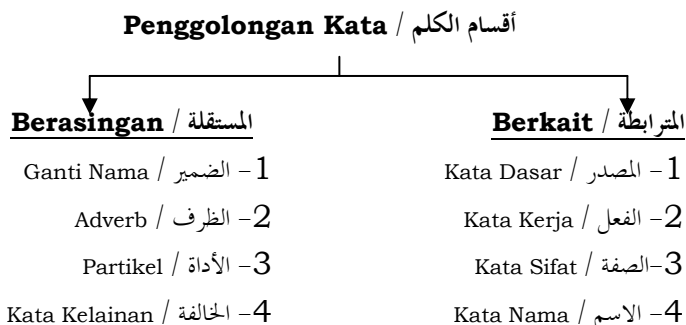 أقسام الكلم / Penggolongan Kata
المترابطة / Berkait
المستقلة / Berasingan
1- المصدر / Kata Dasar
1- الضمير / Ganti Nama
2- الفعل / Kata Kerja
2- الظرف / Adverb
3-الصفة / Kata Sifat
3- الأداة / Partikel
4- الاسم / Kata Nama
4- الخالفة / Kata Kelainan